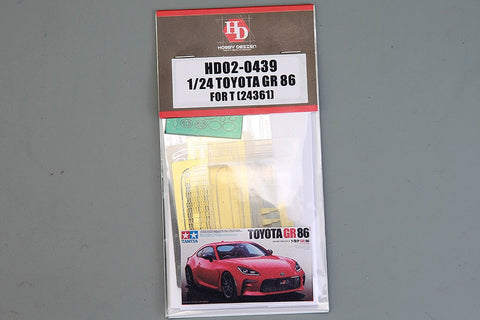 HD
HOBBY DESIGN
HD02-0439
1/24 TOYOTA GR 86
FOR T (24361)
TOYOTA GR 86
TAMIYA